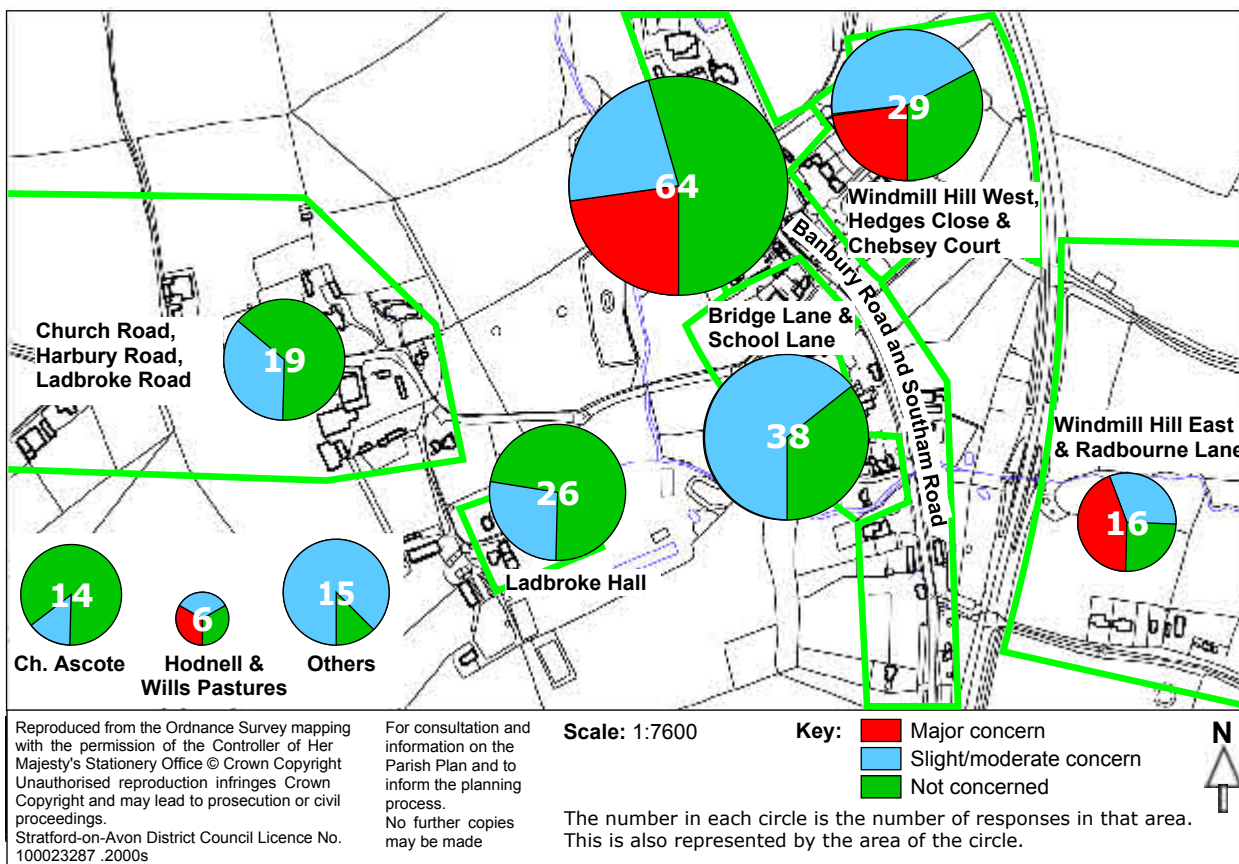 64
29
Windmill Hill West,
Hedges Close &
Chebsey Court
Banbury Road and Southam Road
Church Road,
Harbury Road,
Ladbroke Road
19
Bridge Lane &
School Lane
38
Windmill Hill East
& Radbourne Lane
16
26
Ladbroke Hall
14
Ch. Ascote
6
Hodnell &
Wills Pastures
15
Others
Reproduced from the Ordnance Survey mapping
with the permission of the Controller of Her
Majesty's Stationery Office © Crown Copyright
Unauthorised reproduction infringes Crown
Copyright and may lead to prosecution or civil
proceedings.
Stratford-on-Avon District Council Licence No.
100023287 .2000s
For consultation and
information on the
Parish Plan and to
inform the planning
process.
No further copies
may be made
Scale: 1:7600
Key:
Major concern
Slight/moderate concern
Not concerned
The number in each circle is the number of responses in that area.
This is also represented by the area of the circle.
N